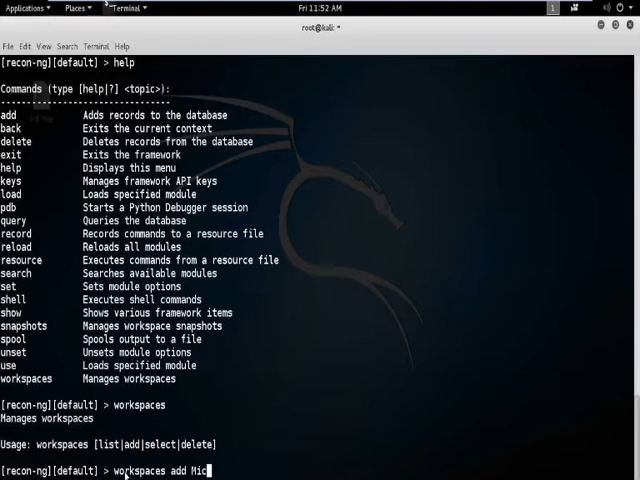 Applications Places Terminal Fri 11:52 AM 1
root@kali: ~
File Edit View Search Terminal Help
[recon-ng][default] > help
Commands (type [help|?] <topic>):
---------------------------------
add Adds records to the database
back Exits the current context
delete Deletes records from the database
exit Exits the framework
help Displays this menu
keys Manages framework API keys
load Loads specified module
pdb Starts a Python Debugger session
query Queries the database
record Records commands to a resource file
reload Reloads all modules
resource Executes commands from a resource file
search Searches available modules
set Sets module options
shell Executes shell commands
show Shows various framework items
snapshots Manages workspace snapshots
spool Spools output to a file
unset Unsets module options
use Loads specified module
workspaces Manages workspaces
[recon-ng][default] > workspaces
Manages workspaces
Usage: workspaces [list|add|select|delete]
[recon-ng][default] > workspaces add Mic